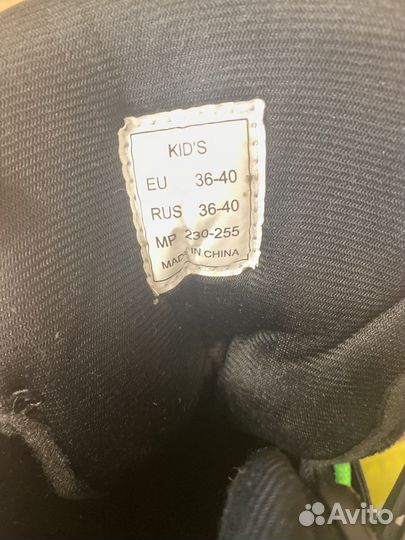 KID'S
EU 36-40
RUS 36-40
MP 230-255
MADE IN CHINA
Avito